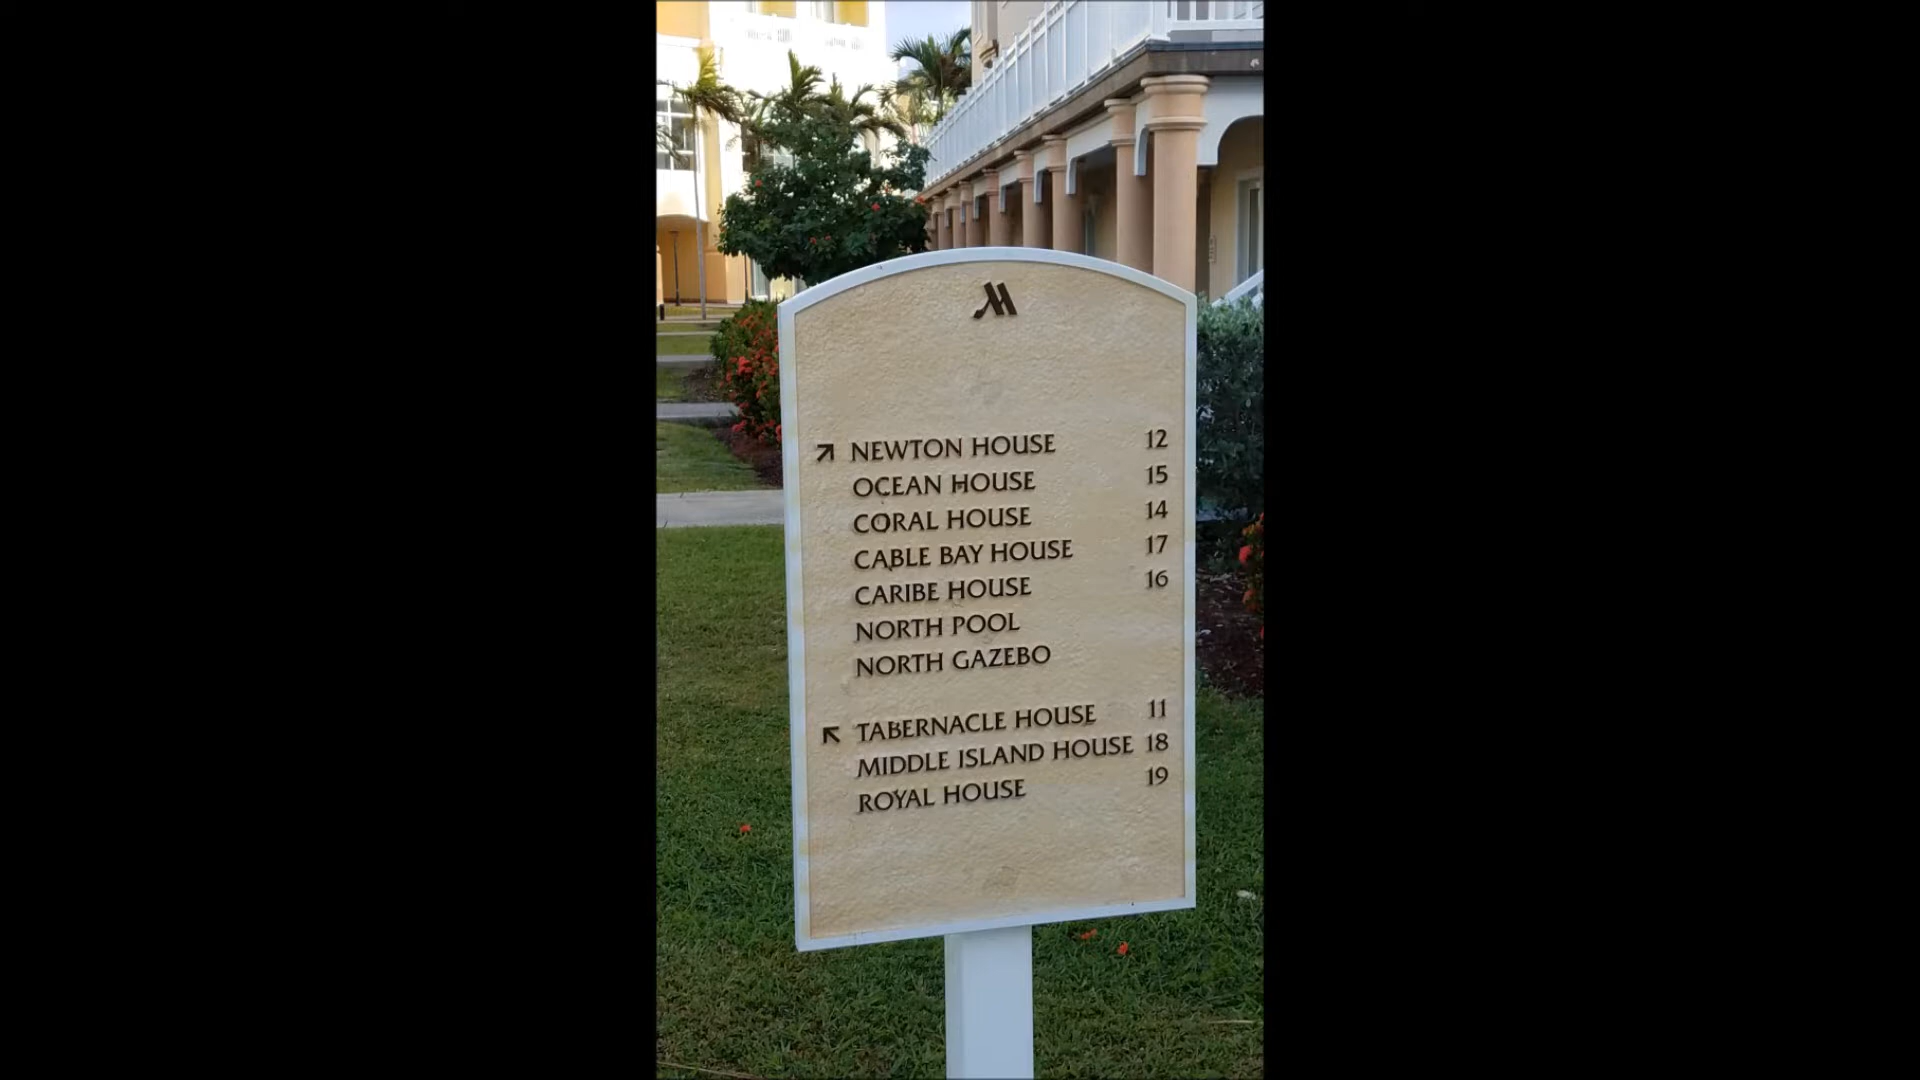 NEWTON HOUSE 12
OCEAN HOUSE 15
CORAL HOUSE 14
CABLE BAY HOUSE 17
CARIBE HOUSE 16
NORTH POOL
NORTH GAZEBO
TABERNACLE HOUSE 11
MIDDLE ISLAND HOUSE 18
ROYAL HOUSE 19